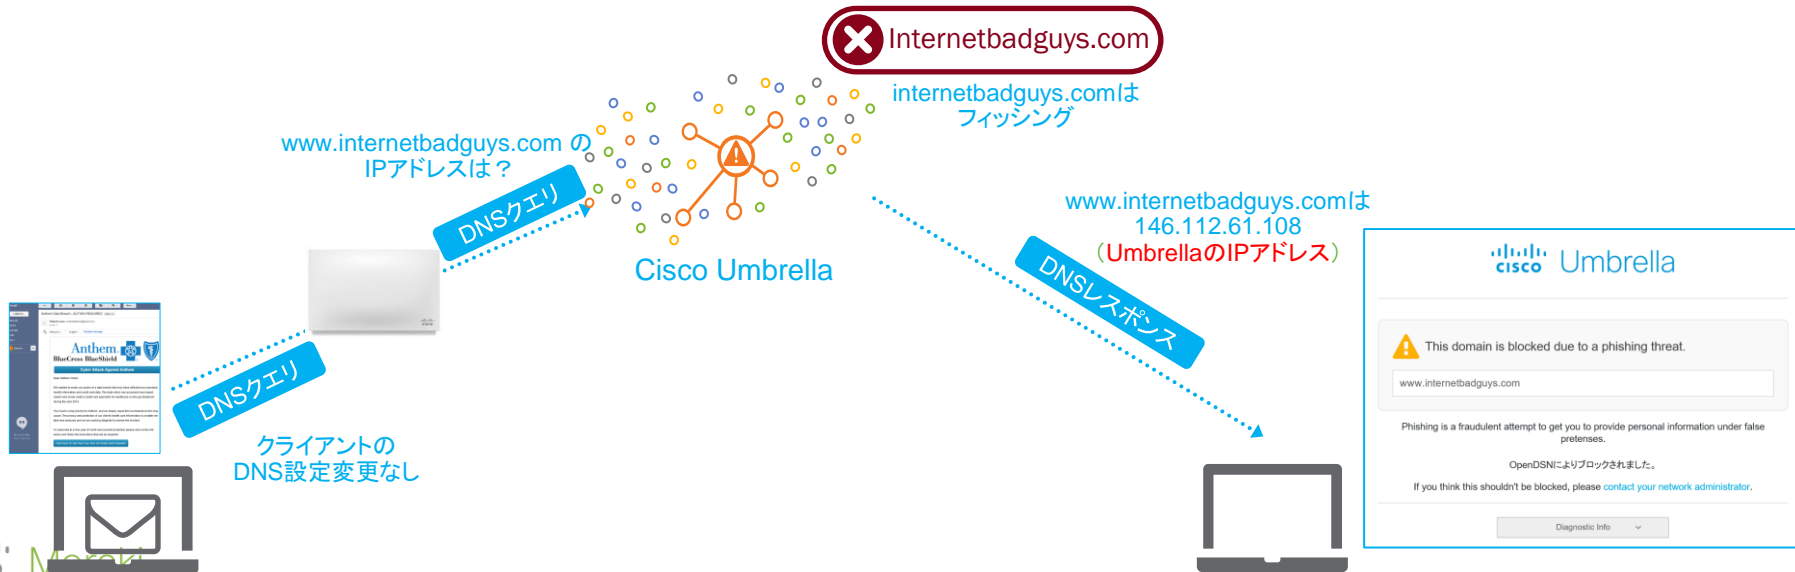 Internetbadguys.com
internetbadguys.comは
フィッシング
www.internetbadguys.com の
IPアドレスは？
DNSクエリ
Cisco Umbrella
www.internetbadguys.comは
146.112.61.108
（UmbrellaのIPアドレス）
DNSレスポンス
DNSクエリ
クライアントの
DNS設定変更なし
Anthem
BlueCross BlueShield
Cyber Attack Against Anthem
Meraki
CISCO Umbrella
This domain is blocked due to a phishing threat.
www.internetbadguys.com
Phishing is a fraudulent attempt to get you to provide personal information under false
pretenses.
OpenDSNによりブロックされました。
If you think this shouldn't be blocked, please contact your network administrator.
Diagnostic Info